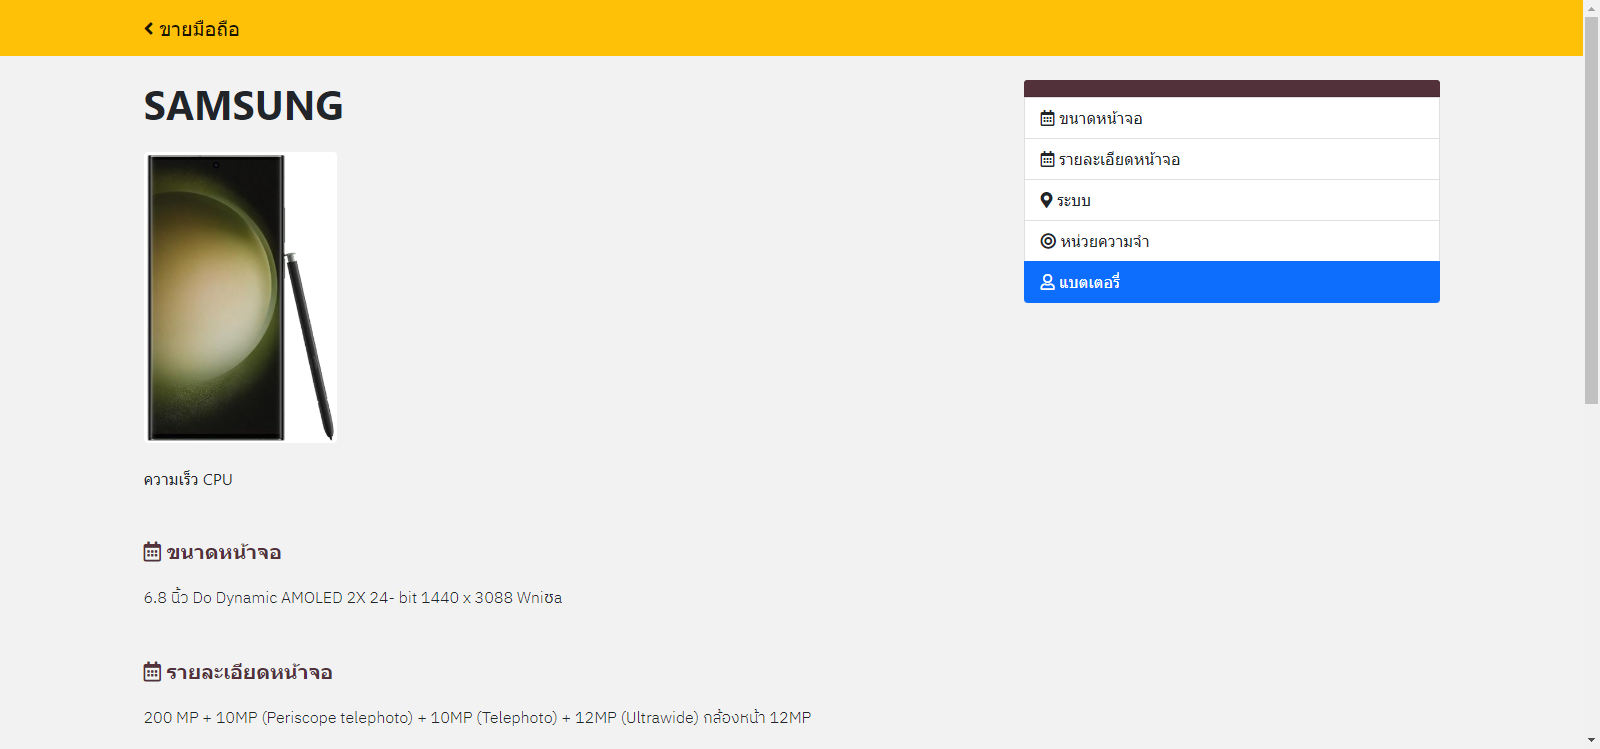 ขายมือถือ
SAMSUNG
ความเร็ว CPU
ขนาดหน้าจอ
6.8 นิ้ว Do Dynamic AMOLED 2X 24- bit 1440 x 3088 Wniซล
รายละเอียดหน้าจอ
200 MP + 10MP (Periscope telephoto) + 10MP (Telephoto) + 12MP (Ultrawide) กล้องหน้า 12MP
ขนาดหน้าจอ
รายละเอียดหน้าจอ
ระบบ
หน่วยความจำ
แบตเตอรี่